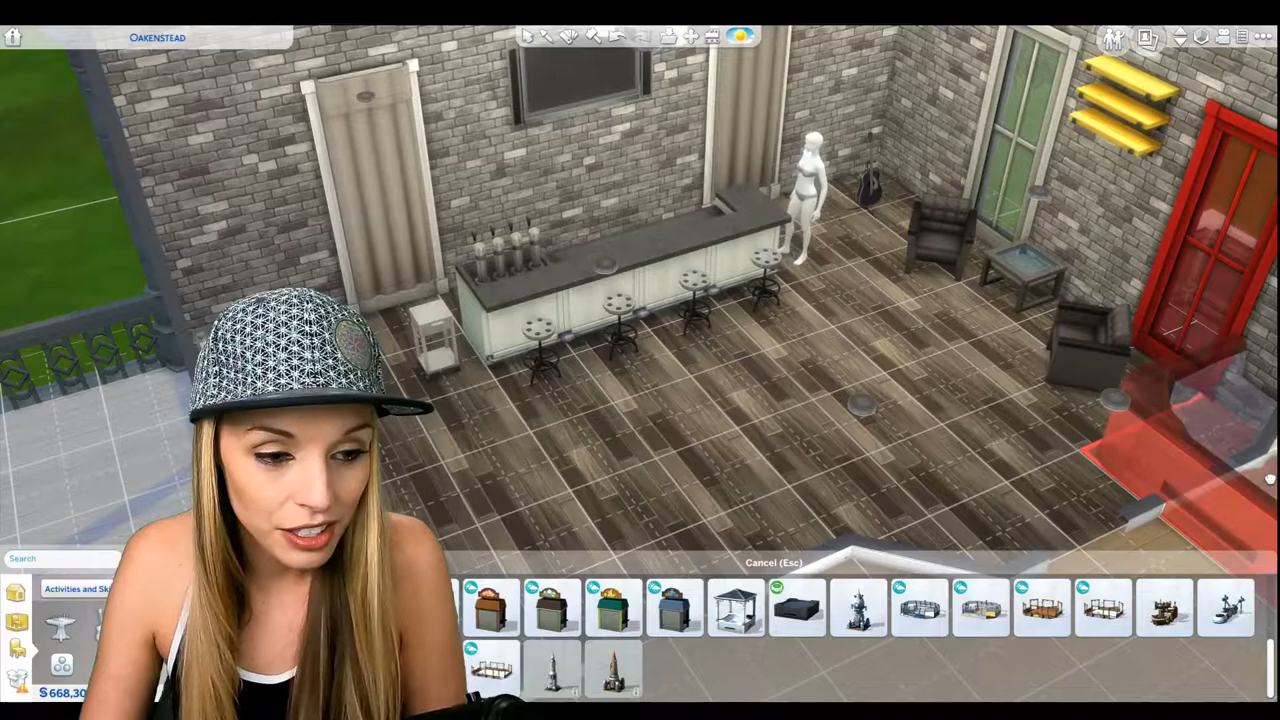 OAKENSTEAD
Cancel (Esc)
Search
Activities and Sk
$668,30